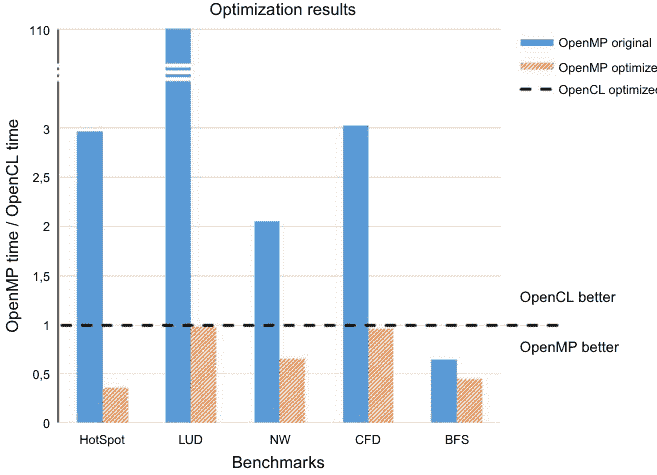 Optimization results
110
3
2,5
2
1,5
1
0,5
0
OpenMP time / OpenCL time
HotSpot
LUD
NW
CFD
BFS
Benchmarks
OpenMP original
OpenMP optimize
OpenCL optimized
OpenCL better
OpenMP better